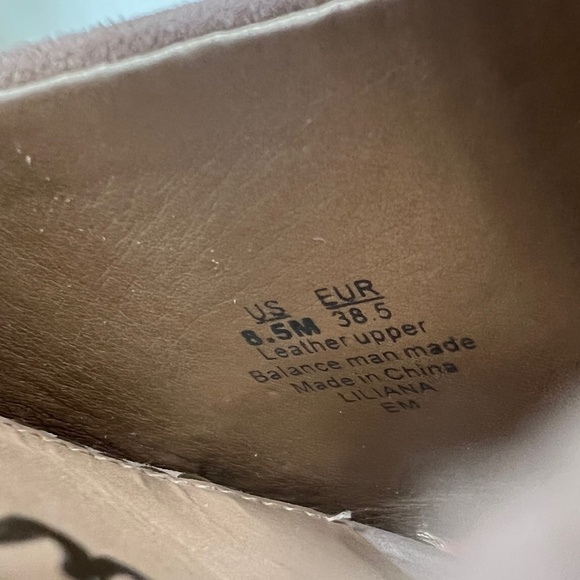 US EUR
8.5M 38.5
Leather upper
Balance man made
Made in China
LILIANA
EM